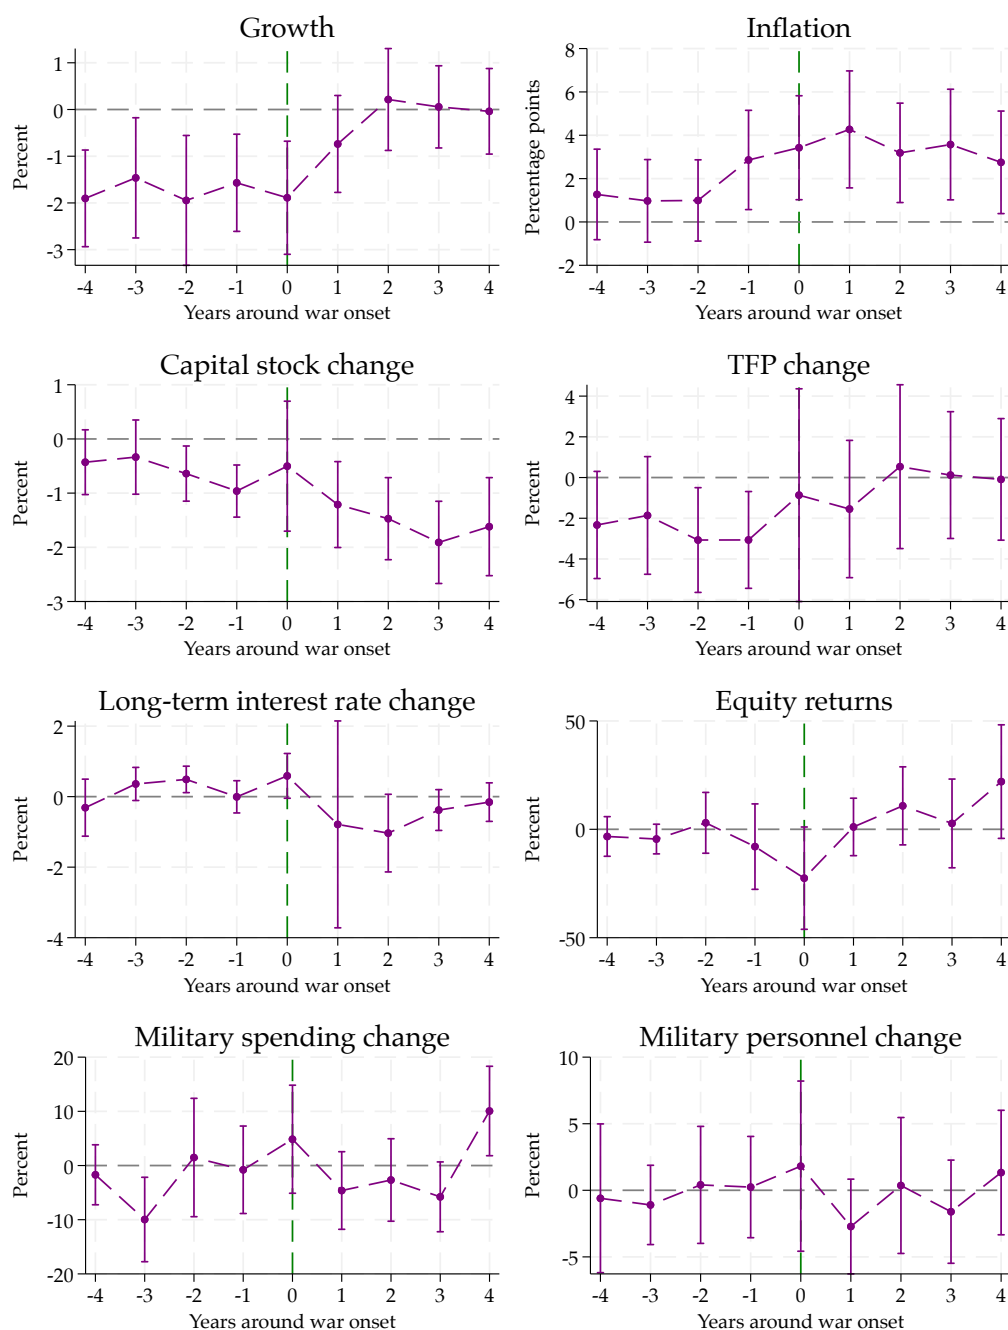 Growth
Percent
1
0
-1
-2
-3
-4 -3 -2 -1 0 1 2 3 4
Years around war onset
Inflation
Percentage points
8
6
4
2
0
-2
-4 -3 -2 -1 0 1 2 3 4
Years around war onset
Capital stock change
Percent
1
0
-1
-2
-3
-4 -3 -2 -1 0 1 2 3 4
Years around war onset
TFP change
Percent
4
2
0
-2
-4
-6
-4 -3 -2 -1 0 1 2 3 4
Years around war onset
Long-term interest rate change
Percent
2
0
-2
-4
-4 -3 -2 -1 0 1 2 3 4
Years around war onset
Equity returns
Percent
50
0
-50
-4 -3 -2 -1 0 1 2 3 4
Years around war onset
Military spending change
Percent
20
10
0
-10
-20
-4 -3 -2 -1 0 1 2 3 4
Years around war onset
Military personnel change
Percent
10
5
0
-5
-4 -3 -2 -1 0 1 2 3 4
Years around war onset